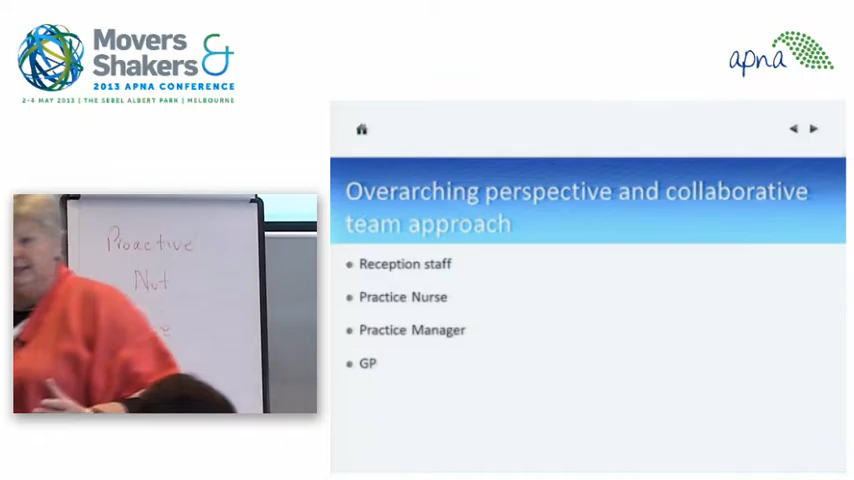 Movers
Shakers &
2013 APNA CONFERENCE
2-4 MAY 2013 | THE SEBEL ALBERT PARK | MELBOURNE
apna
Overarching perspective and collaborative
team approach
Reception staff
Practice Nurse
Practice Manager
GP
Proactive
Not